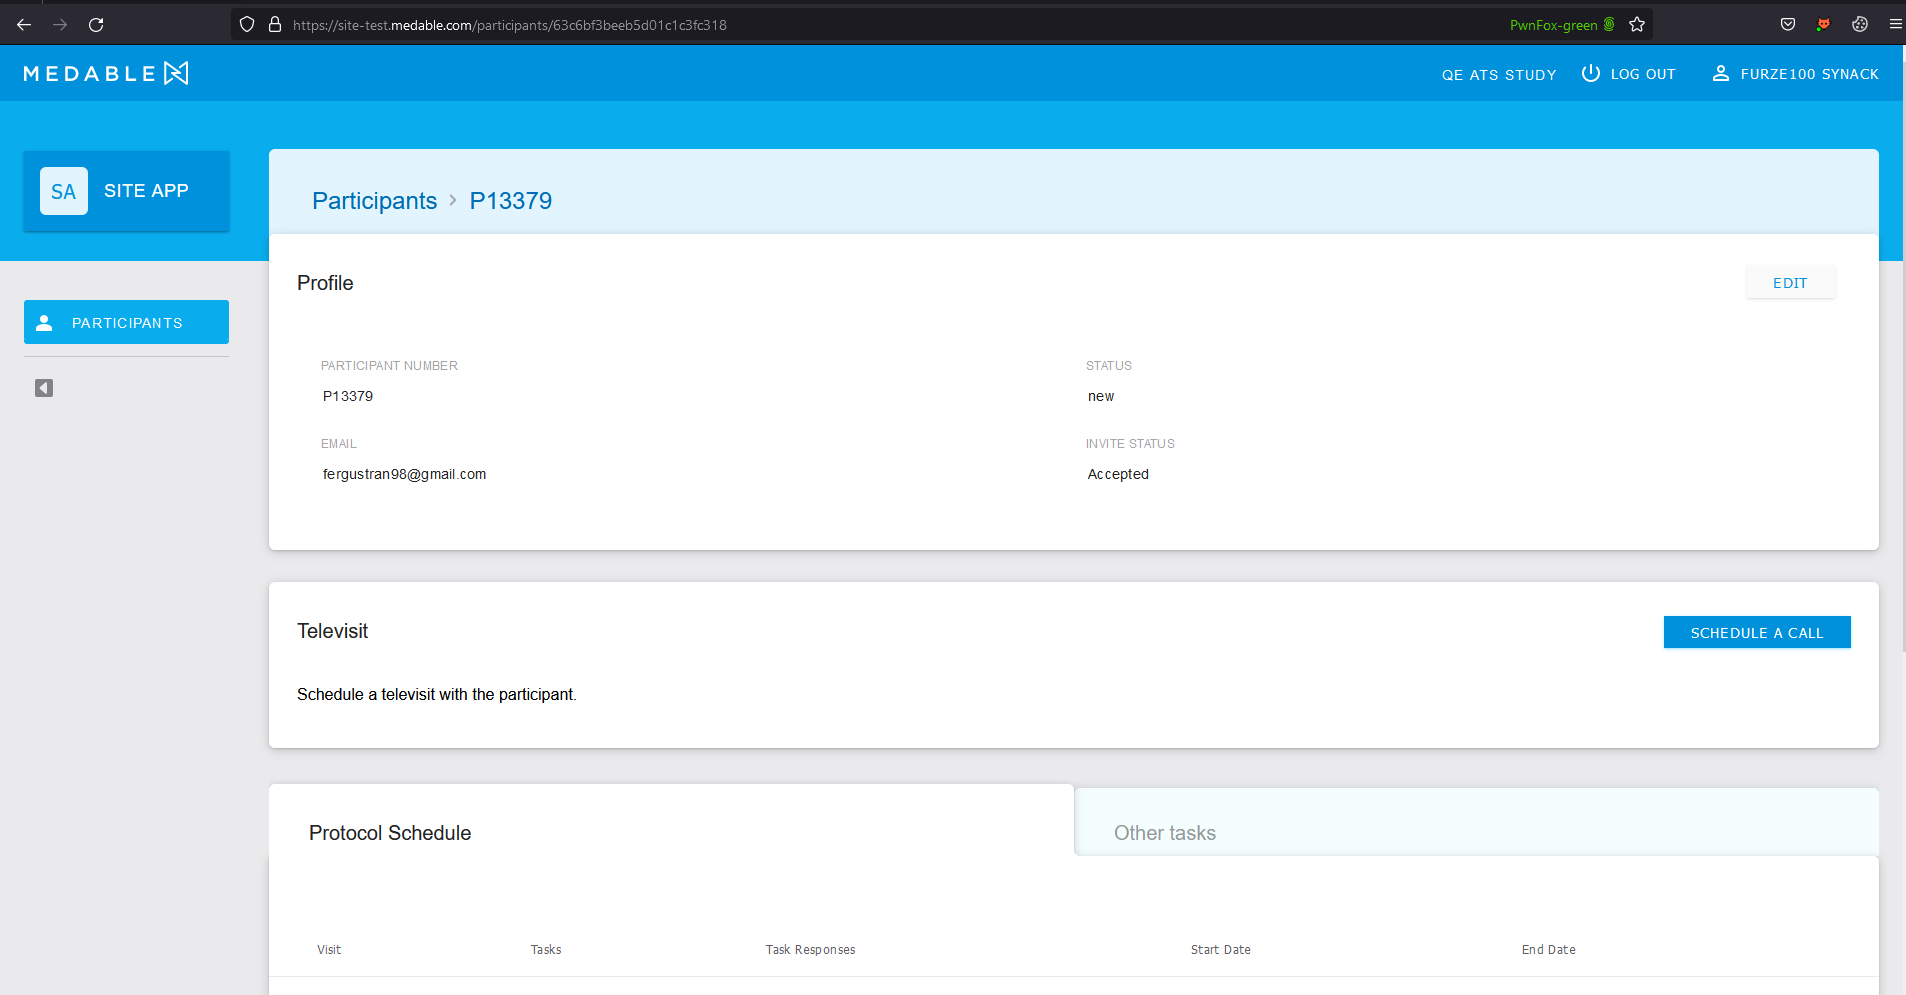 https://site-test.medable.com/participants/63c6bf3beeb5d01c1c3fc318 PwnFox-green
MEDABLE QE ATS STUDY LOG OUT FURZE100 SYNACK
SA SITE APP
Participants > P13379
Profile EDIT
PARTICIPANTS
PARTICIPANT NUMBER STATUS
P13379 new
EMAIL INVITE STATUS
fergustran98@gmail.com Accepted
Televisit SCHEDULE A CALL
Schedule a televisit with the participant.
Protocol Schedule Other tasks
Visit Tasks Task Responses Start Date End Date